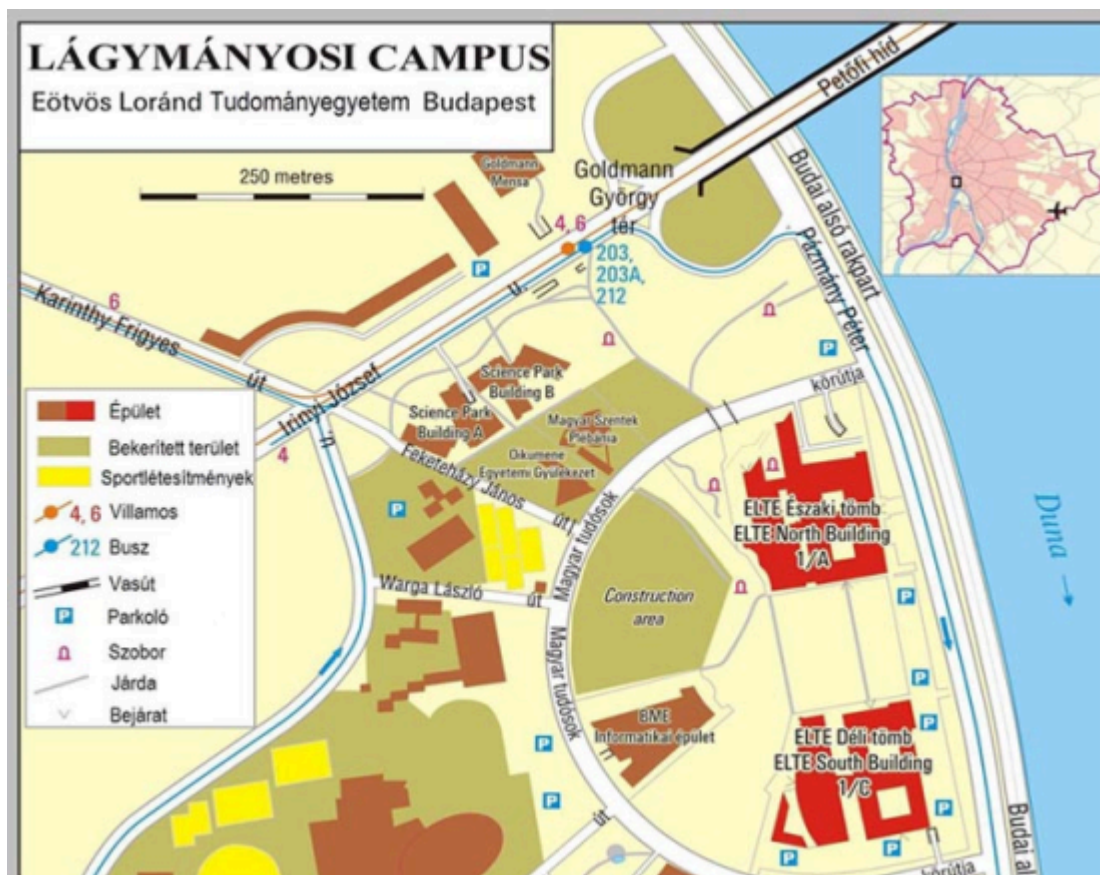 LÁGYMÁNYOSI CAMPUS
Eötvös Loránd Tudományegyetem Budapest
250 metres
Goldmann
Mensa
Goldmann
György
tér
Petőfi híd
4, 6
203,
203A,
212
Budai alsó rakpart
Pázmány Péter
körútja
P
6
Karinthy Frigyes
út
Irinyi József
u.
4
'n
P
Science Park
Building B
Science Park
Building A
Magyar Szentek
Plébánia
Oikumene
Egyetemi Gyülekezet
Feketeházy János
út
Magyar tudósok
P
Épület
Bekerített terület
Sportlétesítmények
4, 6 Villamos
212 Busz
Vasút
P Parkoló
Szobor
Járda
Bejárat
Warga László
út
Construction
area
Magyar tudósok
ELTE Északi tömb
ELTE North Building
1/A
Duna
P
P
BME
Informatikai épület
ELTE Déli tömb
ELTE South Building
1/C
P
P
P
P
P
P
út
körútja
Budai al